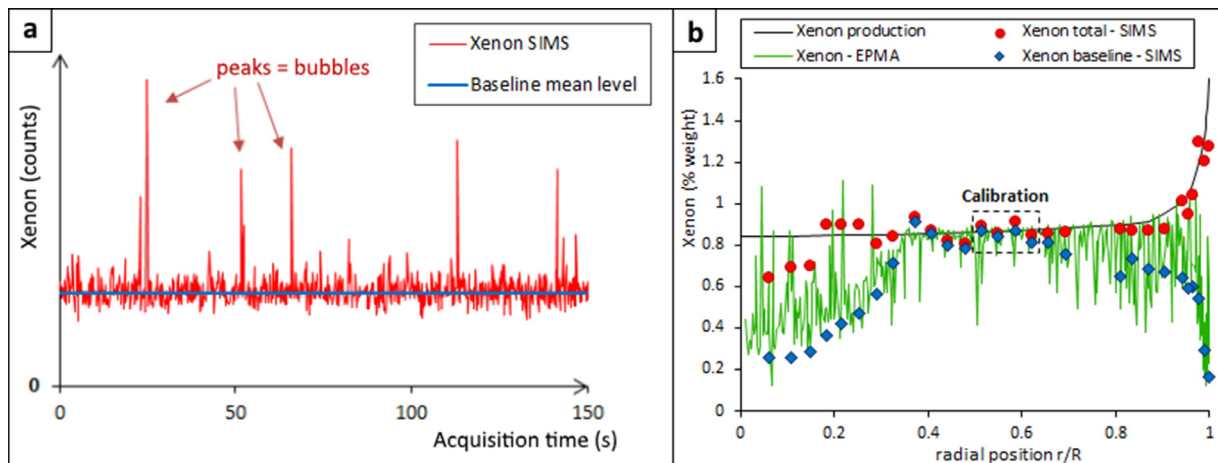 a
Xenon SIMS
Baseline mean level
peaks = bubbles
Xenon (counts)
0
0
50
100
150
Acquisition time (s)
b
Xenon production
Xenon total - SIMS
Xenon - EPMA
Xenon baseline - SIMS
1.6
1.4
1.2
1
0.8
0.6
0.4
0.2
0
Xenon (% weight)
Calibration
0
0.2
0.4
0.6
0.8
1
radial position r/R